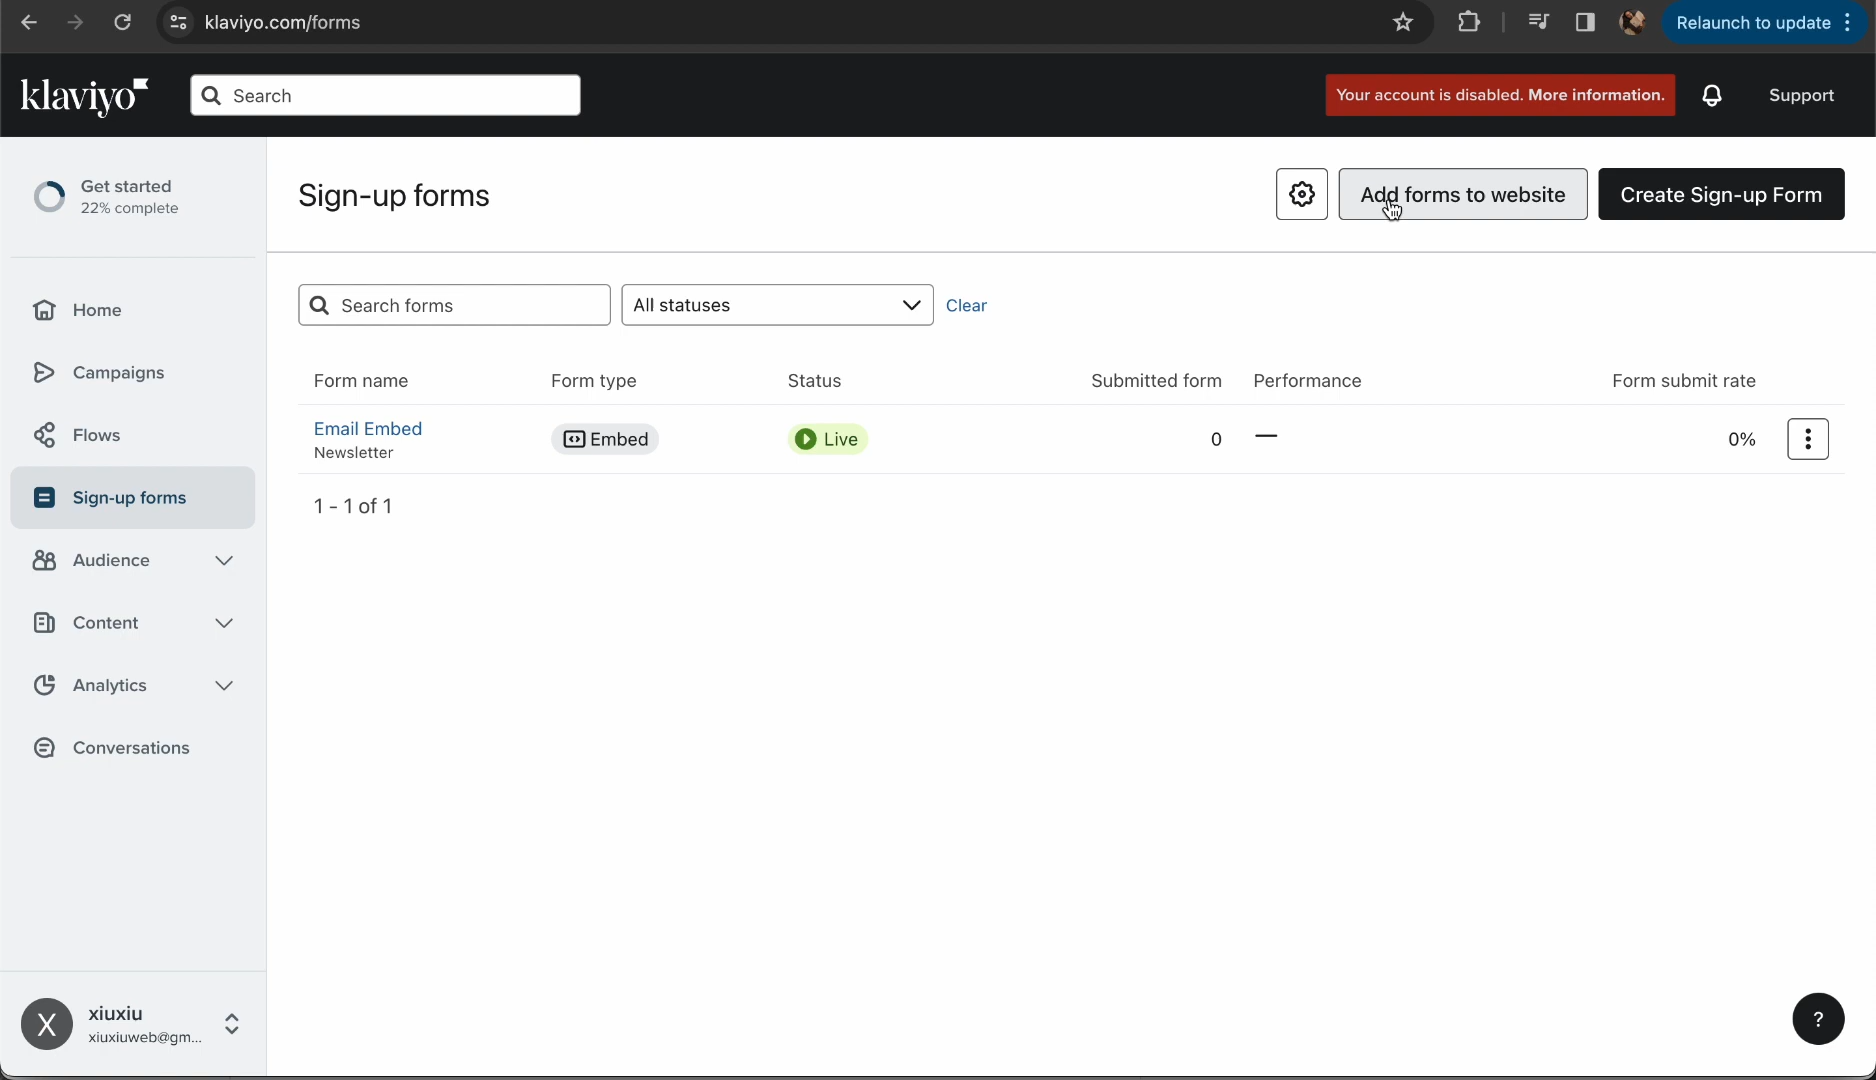 klaviyo.com/forms
Relaunch to update
klaviyo
Search
Your account is disabled. More information.
Support
Get started
22% complete
Home
Campaigns
Flows
Sign-up forms
Audience
Content
Analytics
Conversations
X
xiuxiu
xiuxiuweb@gm...
Sign-up forms
Add forms to website
Create Sign-up Form
Search forms
All statuses
Clear
Form name Form type Status Submitted form Performance Form submit rate
Email Embed Embed Live 0 — 0%
Newsletter
1 - 1 of 1
?